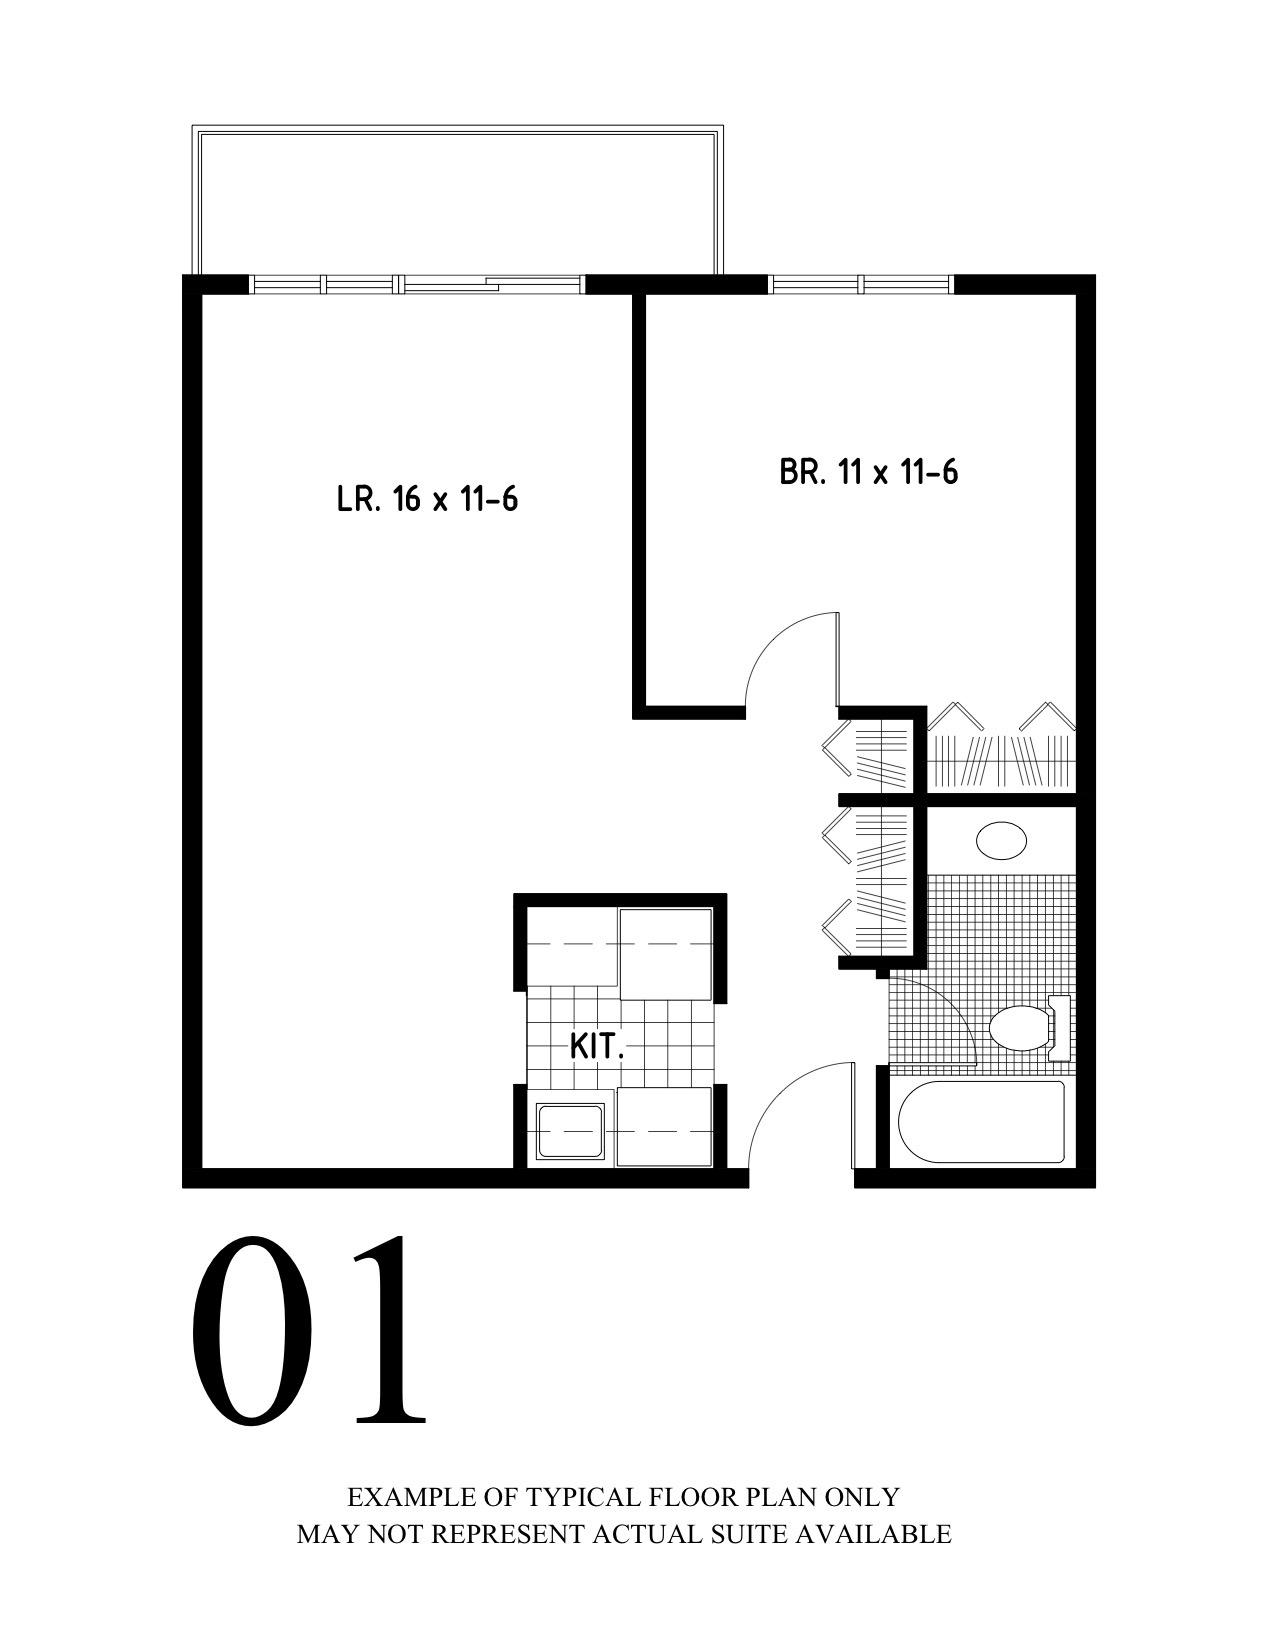 LR. 16 x 11-6
BR. 11 x 11-6
KIT.
01
EXAMPLE OF TYPICAL FLOOR PLAN ONLY
MAY NOT REPRESENT ACTUAL SUITE AVAILABLE